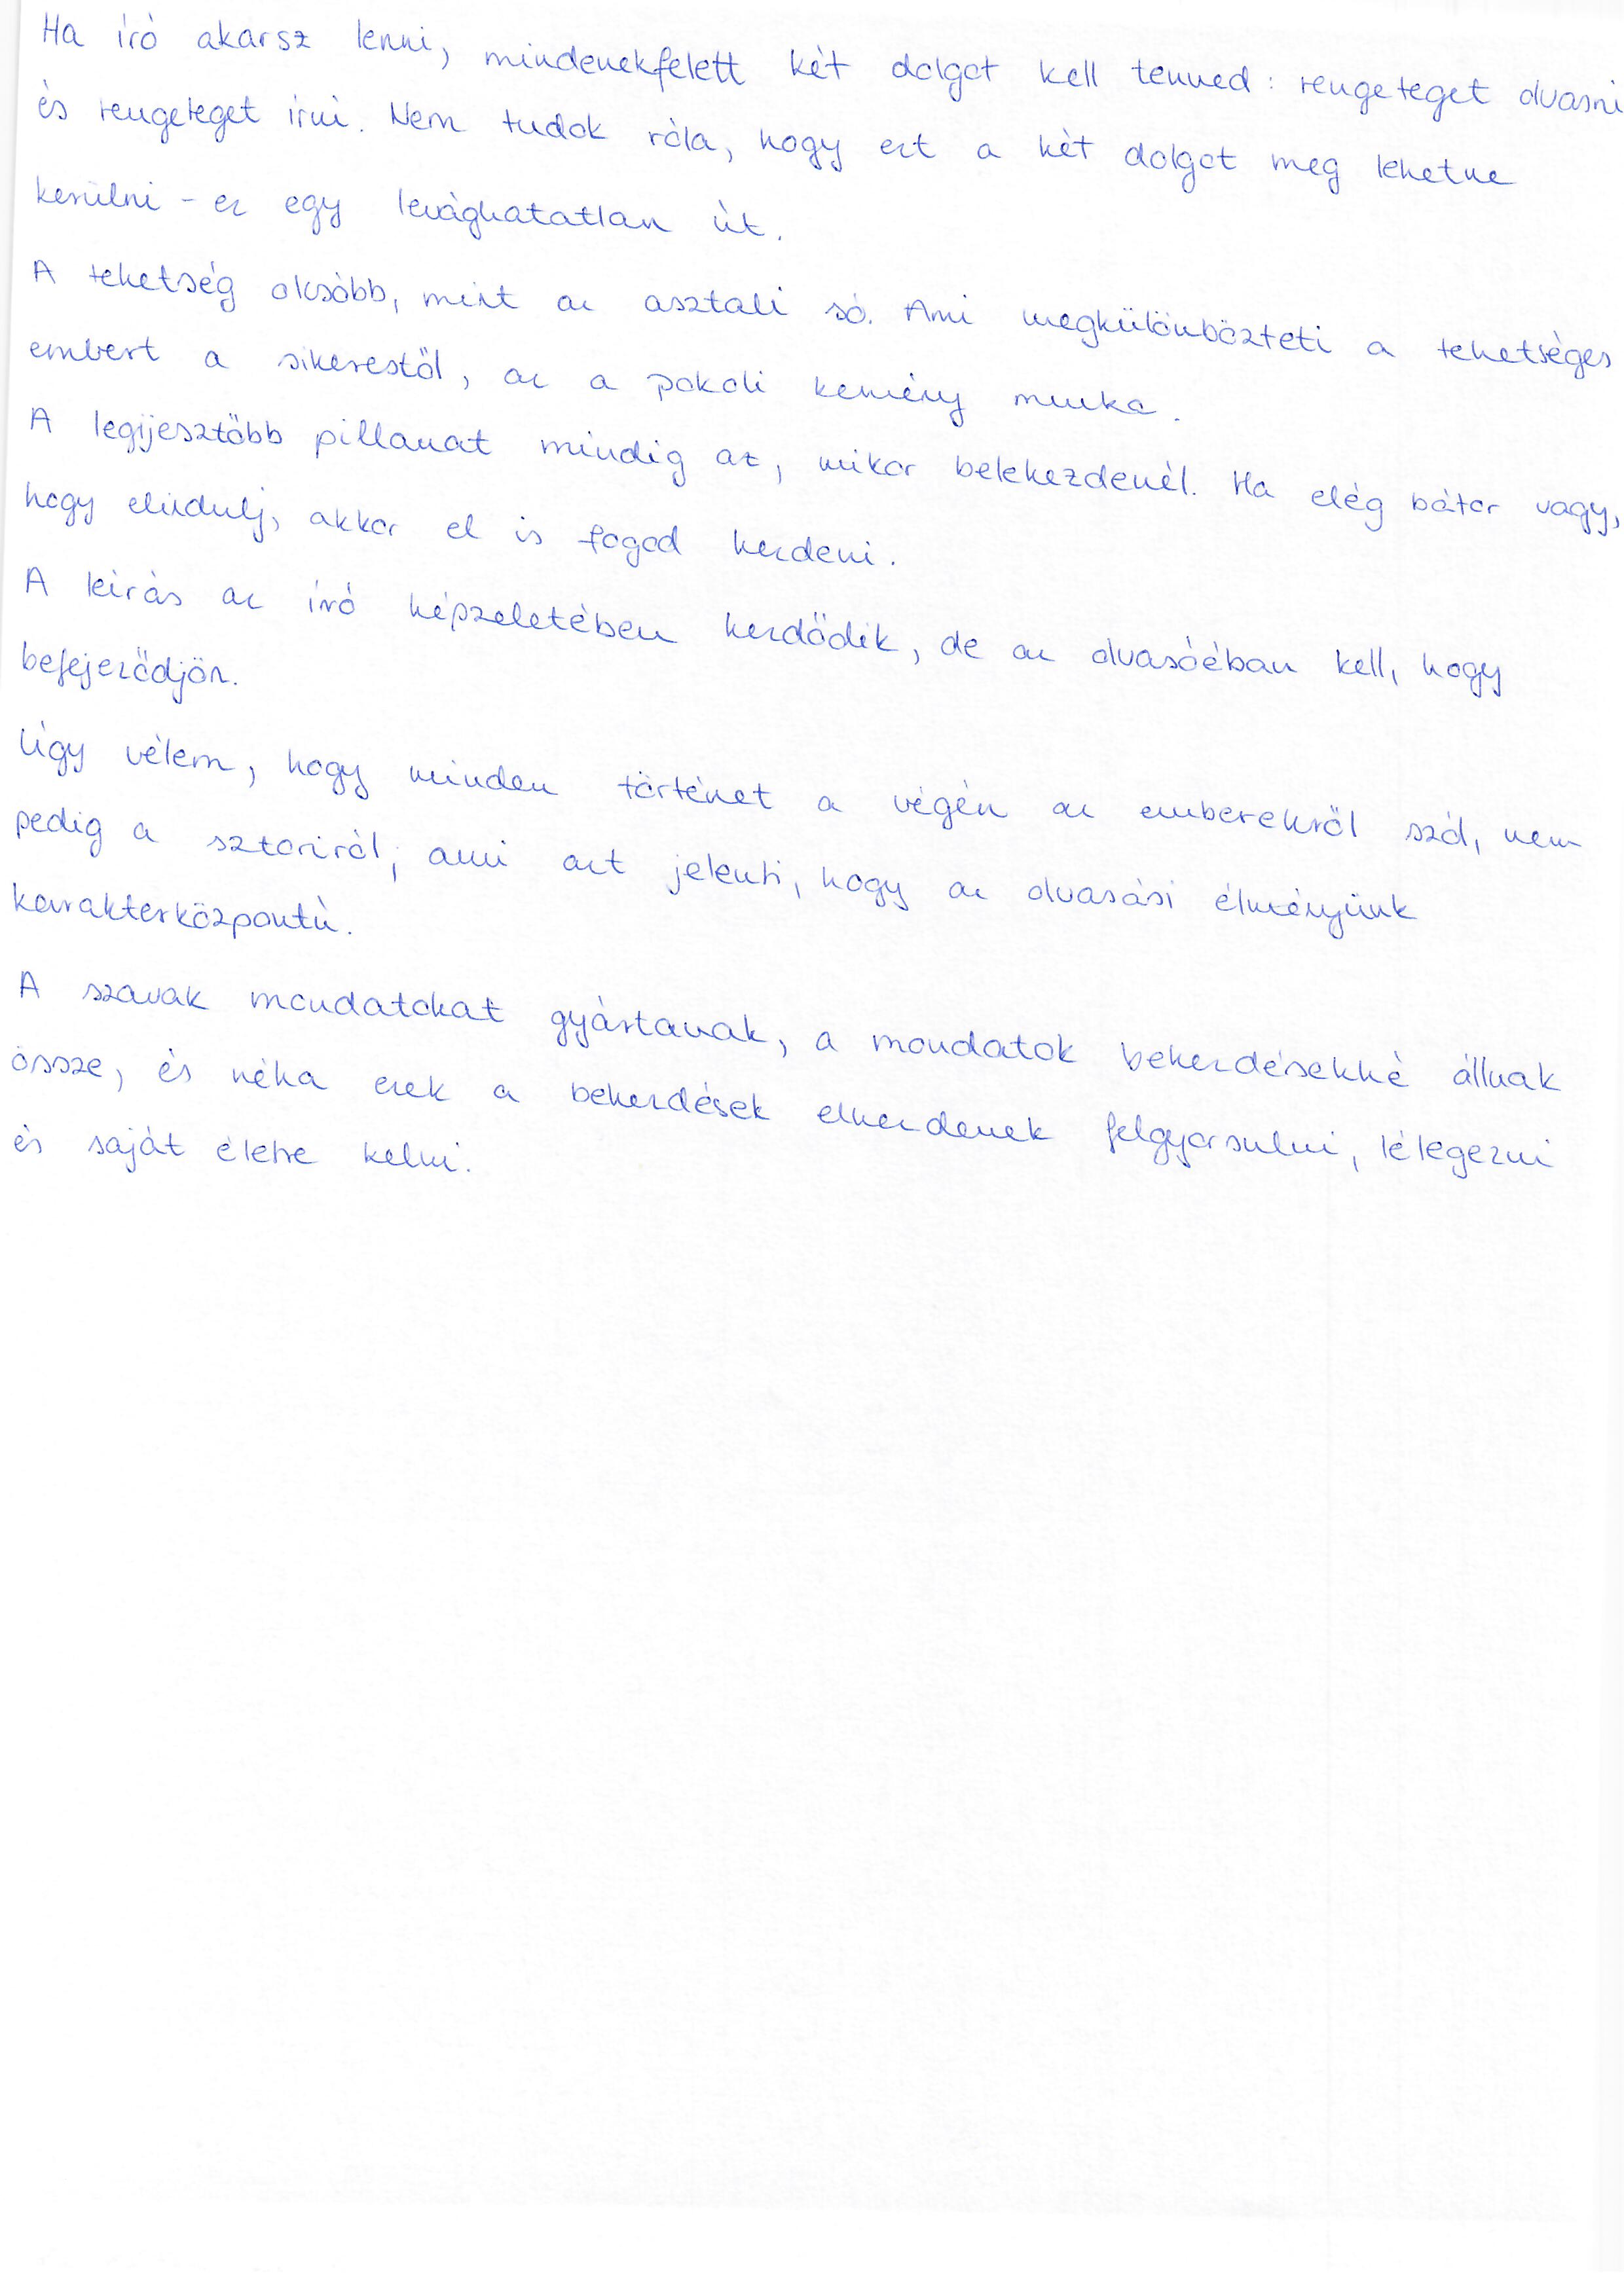 Ha író akarsz lenni, mindenekfelett két dolgot kell tenned: rengeteget olvasni
és rengeteget írni. Nem tudok róla, hogy ezt a két dolgot meg lehetne
kerülni - ez egy levághatatlan út.
A tehetség olcsóbb, mint az asztali só. Ami megkülönbözteti a tehetséges
embert a sikerestől, az a pokoli kemény munka.
A legijesztőbb pillanat mindig az, mikor belekezdenél. Ha elég bátor vagy,
hogy elindulj, akkor el is fogod kezdeni.
A leírás az író képzeletében kezdődik, de az olvasóéban kell, hogy
befejeződjön.
Úgy vélem, hogy minden történet a végén az emberekről szól, nem
pedig a sztoriról, ami azt jelenti, hogy az olvasási élményünk
karakterközpontú.
A szavak mondatokat gyártanak, a mondatok bekezdésekké állnak
össze, és néha ezek a bekezdések elkezdenek felgyorsulni, lélegezni
és saját életre kelni.